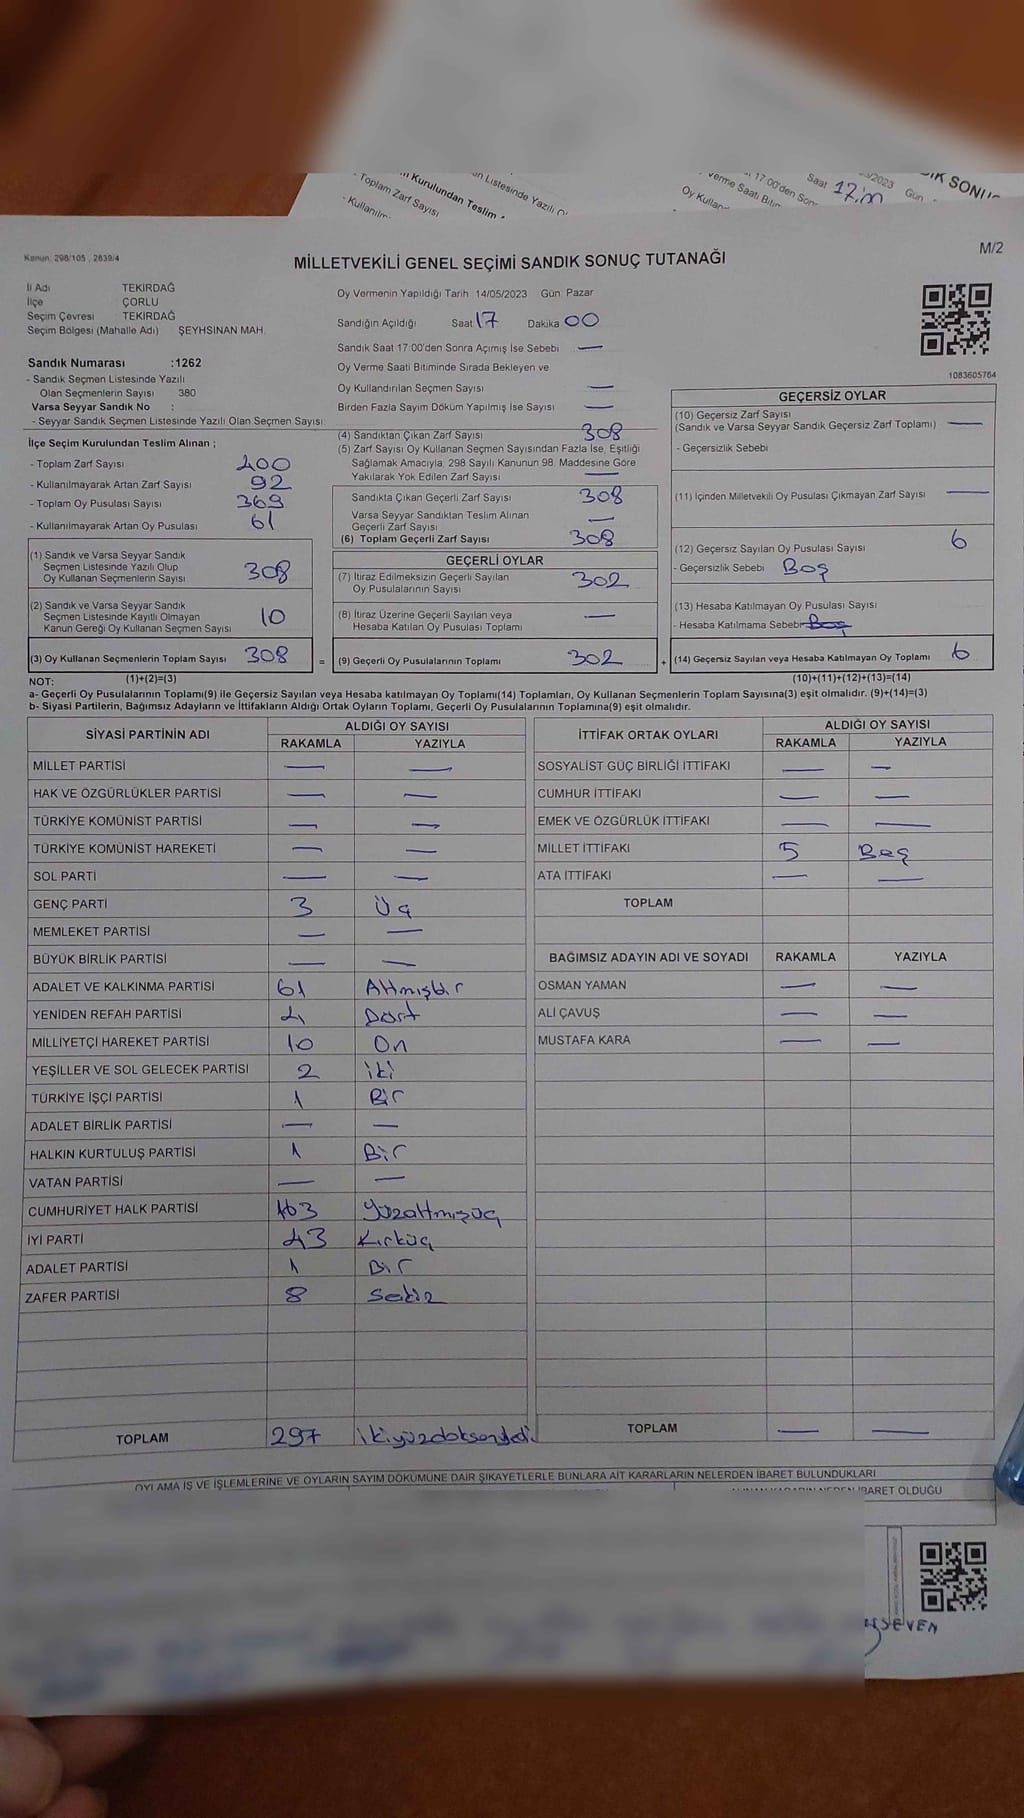 n Listesinde Yazılı O
n Kurulundan Teslim
- Toplam Zarf Sayısı
- Kullanılm
17:00'den Son
Verme Saati Bitim
Oy Kullan
Saat 17:00
/2023 Gün
IK SONUÇ
Kanun, 298/105 , 2839/4
MİLLETVEKİLİ GENEL SEÇİMİ SANDIK SONUÇ TUTANAĞI
M/2
İl Adı TEKİRDAĞ
İlçe ÇORLU
Seçim Çevresi TEKİRDAĞ
Seçim Bölgesi (Mahalle Adı) ŞEYHSİNAN MAH.
Sandık Numarası :1262
- Sandık Seçmen Listesinde Yazılı
Olan Seçmenlerin Sayısı 380
Varsa Seyyar Sandık No :
- Seyyar Sandık Seçmen Listesinde Yazılı Olan Seçmen Sayısı:
Oy Vermenin Yapıldığı Tarih 14/05/2023 Gün Pazar
Sandığın Açıldığı Saat 17 Dakika 00
Sandık Saat 17:00'den Sonra Açımış İse Sebebi —
Oy Verme Saati Bitiminde Sırada Bekleyen ve
Oy Kullandırılan Seçmen Sayısı —
Birden Fazla Sayım Döküm Yapılmış İse Sayısı —
1083605764
İlçe Seçim Kurulundan Teslim Alınan ;
- Toplam Zarf Sayısı 400
- Kullanılmayarak Artan Zarf Sayısı 92
- Toplam Oy Pusulası Sayısı 369
- Kullanılmayarak Artan Oy Pusulası 61
(4) Sandıktan Çıkan Zarf Sayısı 308
(5) Zarf Sayısı Oy Kullanan Seçmen Sayısından Fazla İse, Eşitliği
Sağlamak Amacıyla, 298 Sayılı Kanunun 98. Maddesine Göre
Yakılarak Yok Edilen Zarf Sayısı —
Sandıkta Çıkan Geçerli Zarf Sayısı 308
Varsa Seyyar Sandıktan Teslim Alınan
Geçerli Zarf Sayısı —
(6) Toplam Geçerli Zarf Sayısı 308
GEÇERSİZ OYLAR
(10) Geçersiz Zarf Sayısı
(Sandık ve Varsa Seyyar Sandık Geçersiz Zarf Toplamı) —
- Geçersizlik Sebebi
(11) İçinden Milletvekili Oy Pusulası Çıkmayan Zarf Sayısı —
(12) Geçersiz Sayılan Oy Pusulası Sayısı 6
- Geçersizlik Sebebi Boş
(13) Hesaba Katılmayan Oy Pusulası Sayısı
- Hesaba Katılmama Sebebi Boş
(14) Geçersiz Sayılan veya Hesaba Katılmayan Oy Toplamı 6
(10)+(11)+(12)+(13)=(14)
(1) Sandık ve Varsa Seyyar Sandık
Seçmen Listesinde Yazılı Olup
Oy Kullanan Seçmenlerin Sayısı 308
(2) Sandık ve Varsa Seyyar Sandık
Seçmen Listesinde Kayıtlı Olmayan
Kanun Gereği Oy Kullanan Seçmen Sayısı 10
(3) Oy Kullanan Seçmenlerin Toplam Sayısı 308 =
GEÇERLİ OYLAR
(7) İtiraz Edilmeksizin Geçerli Sayılan
Oy Pusulalarının Sayısı 302
(8) İtiraz Üzerine Geçerli Sayılan veya
Hesaba Katılan Oy Pusulası Toplamı —
(9) Geçerli Oy Pusulalarının Toplamı 302 +
NOT: (1)+(2)=(3)
a- Geçerli Oy Pusulalarının Toplamı(9) ile Geçersiz Sayılan veya Hesaba katılmayan Oy Toplamı(14) Toplamları, Oy Kullanan Seçmenlerin Toplam Sayısına(3) eşit olmalıdır. (9)+(14)=(3)
b- Siyasi Partilerin, Bağımsız Adayların ve İttifakların Aldığı Ortak Oyların Toplamı, Geçerli Oy Pusulalarının Toplamına(9) eşit olmalıdır.
SİYASİ PARTİNİN ADI ALDIĞI OY SAYISI
RAKAMLA YAZIYLA
MİLLET PARTİSİ — —
HAK VE ÖZGÜRLÜKLER PARTİSİ — —
TÜRKİYE KOMÜNİST PARTİSİ — —
TÜRKİYE KOMÜNİST HAREKETİ — —
SOL PARTİ — —
GENÇ PARTİ 3 Üç
MEMLEKET PARTİSİ — —
BÜYÜK BİRLİK PARTİSİ — —
ADALET VE KALKINMA PARTİSİ 61 Altmışbir
YENİDEN REFAH PARTİSİ 4 Dört
MİLLİYETÇİ HAREKET PARTİSİ 10 On
YEŞİLLER VE SOL GELECEK PARTİSİ 2 iki
TÜRKİYE İŞÇİ PARTİSİ 1 Bir
ADALET BİRLİK PARTİSİ — —
HALKIN KURTULUŞ PARTİSİ 1 Bir
VATAN PARTİSİ — —
CUMHURİYET HALK PARTİSİ 163 Yüzaltmışüç
İYİ PARTİ 43 Kırküç
ADALET PARTİSİ 1 Bir
ZAFER PARTİSİ 8 Sekiz
TOPLAM 297 ikiyüzdoksanyedi
İTTİFAK ORTAK OYLARI ALDIĞI OY SAYISI
RAKAMLA YAZIYLA
SOSYALİST GÜÇ BİRLİĞİ İTTİFAKI — —
CUMHUR İTTİFAKI — —
EMEK VE ÖZGÜRLÜK İTTİFAKI — —
MİLLET İTTİFAKI 5 Beş
ATA İTTİFAKI — —
TOPLAM
BAĞIMSIZ ADAYIN ADI VE SOYADI RAKAMLA YAZIYLA
OSMAN YAMAN — —
ALİ ÇAVUŞ — —
MUSTAFA KARA — —
TOPLAM — —
OYLAMA İŞ VE İŞLEMLERİNE VE OYLARIN SAYIM DÖKÜMÜNE DAİR ŞİKAYETLERLE BUNLARA AİT KARARLARIN NELERDEN İBARET BULUNDUKLARI
İBARET OLDUĞU
SEVEN